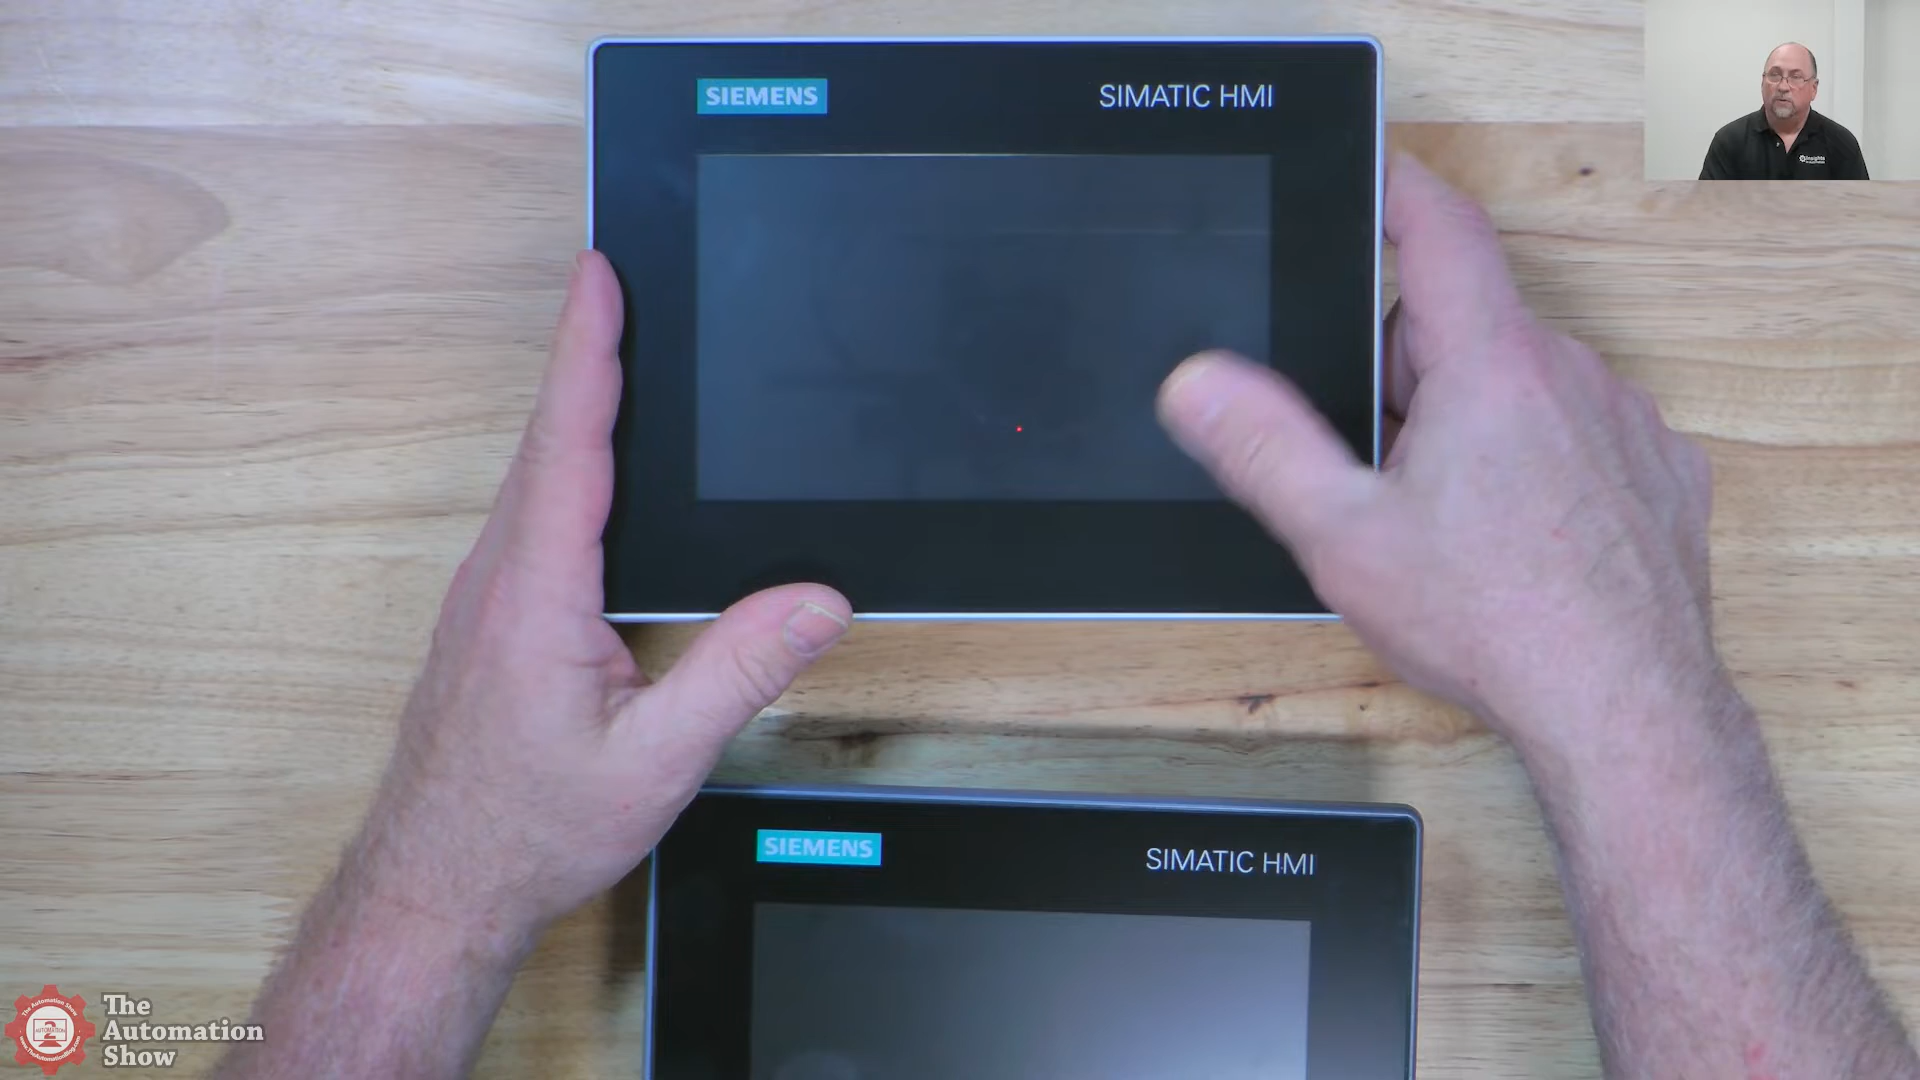 SIEMENS
SIMATIC HMI
SIEMENS
SIMATIC HMI
The
Automation
Show